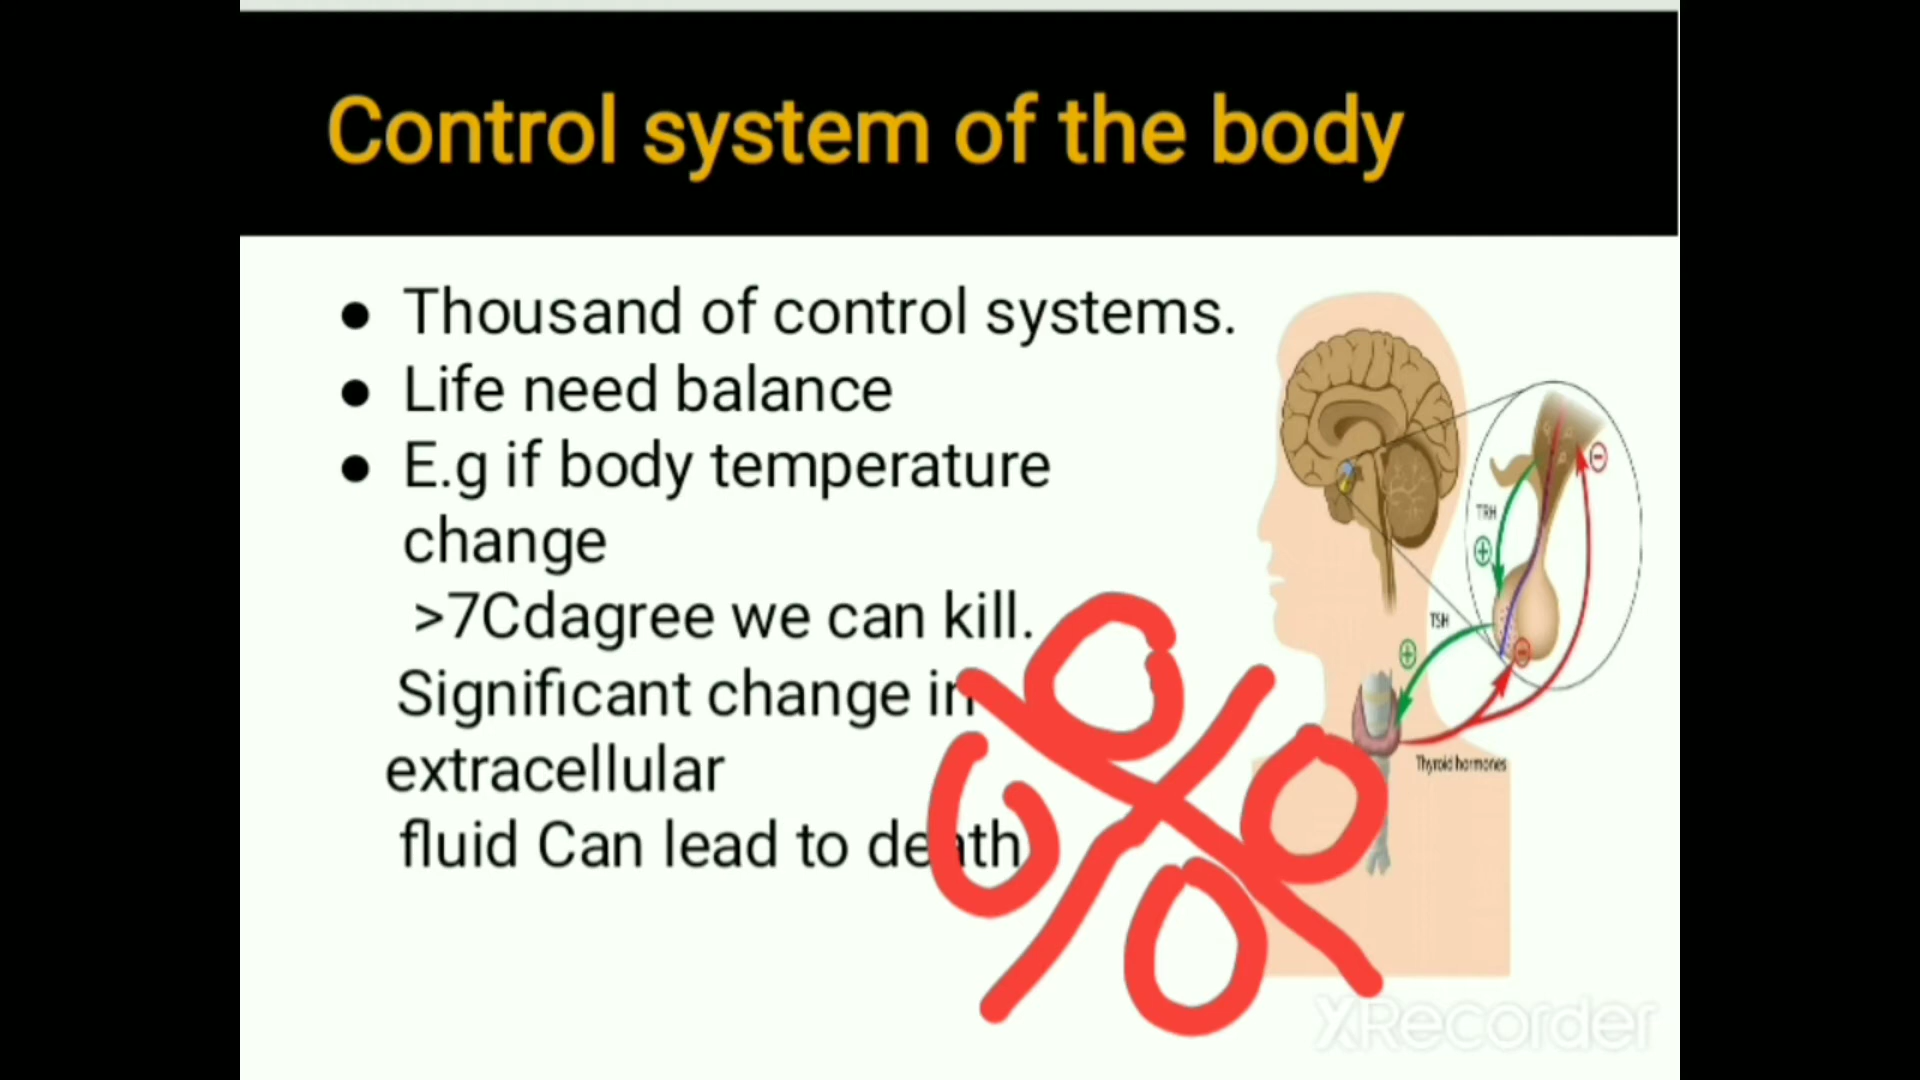 Control system of the body
● Thousand of control systems.
● Life need balance
● E.g if body temperature
change
>7Cdagree we can kill.
Significant change in
extracellular
fluid Can lead to death
TRH
TSH
Thyroid hormones
XRecorder